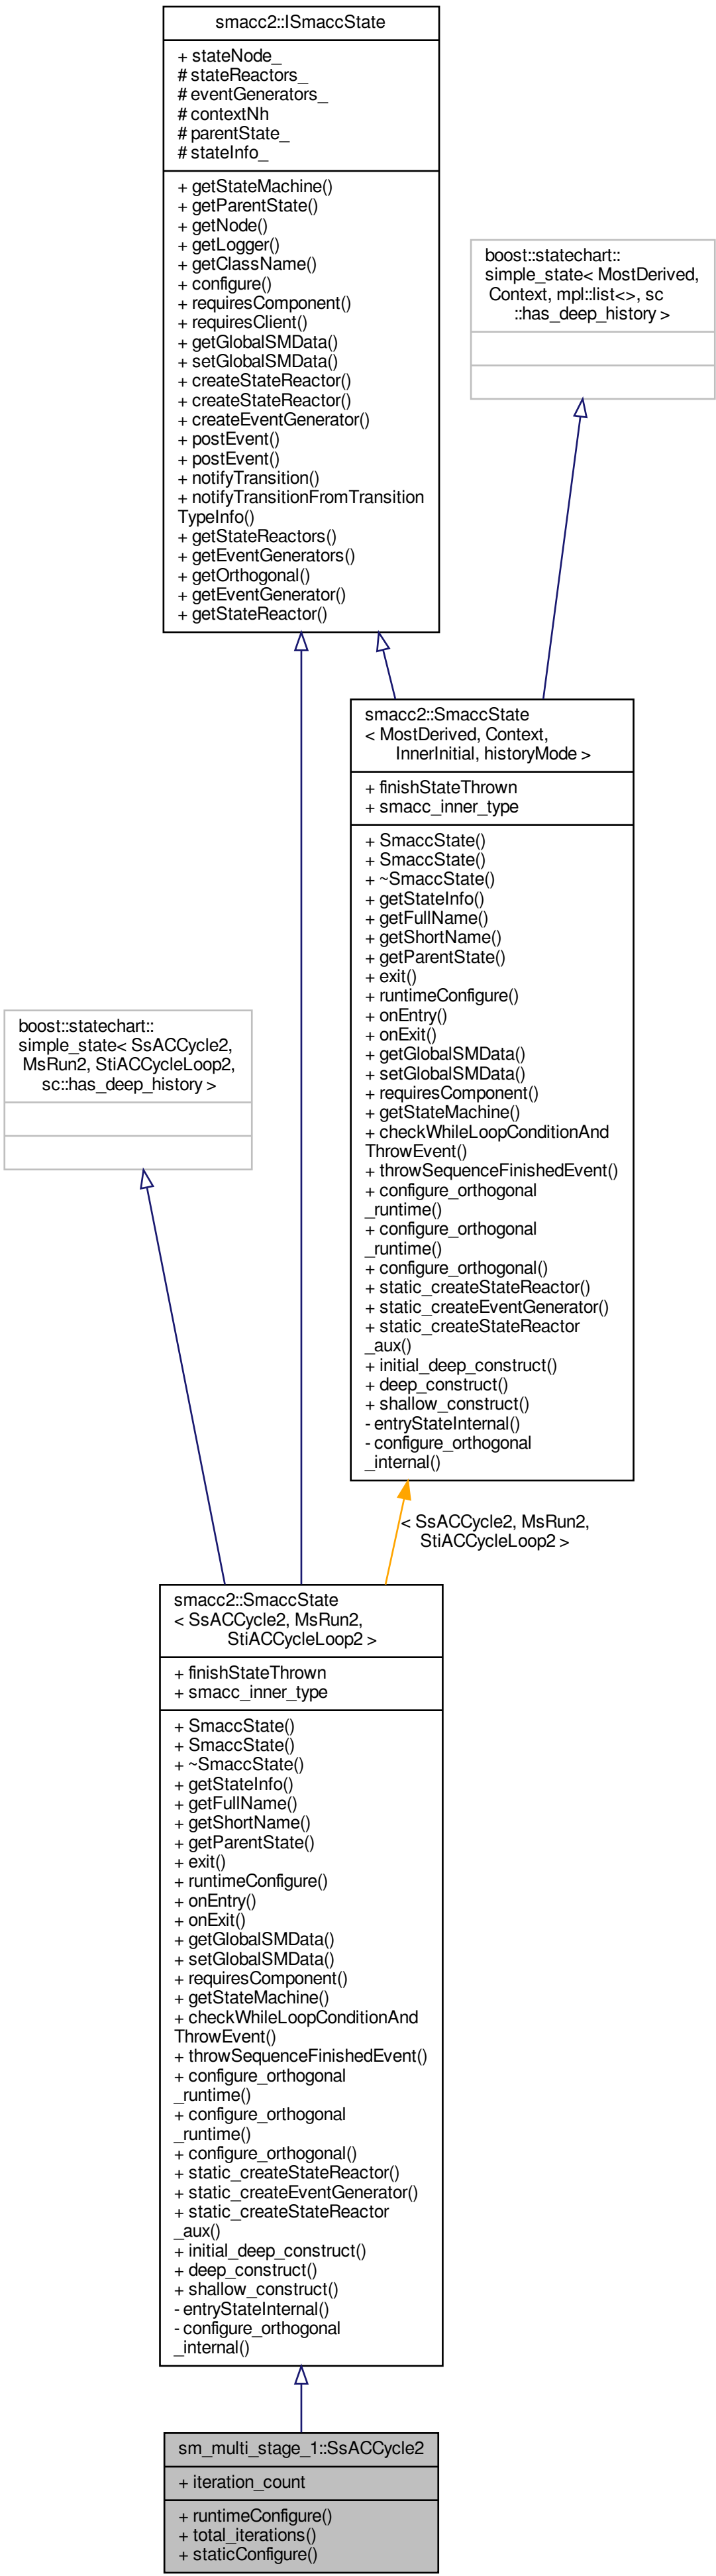 smacc2::ISmaccState
+ stateNode_
# stateReactors_
# eventGenerators_
# contextNh
# parentState_
# stateInfo_
+ getStateMachine()
+ getParentState()
+ getNode()
+ getLogger()
+ getClassName()
+ configure()
+ requiresComponent()
+ requiresClient()
+ getGlobalSMData()
+ setGlobalSMData()
+ createStateReactor()
+ createStateReactor()
+ createEventGenerator()
+ postEvent()
+ postEvent()
+ notifyTransition()
+ notifyTransitionFromTransition
TypeInfo()
+ getStateReactors()
+ getEventGenerators()
+ getOrthogonal()
+ getEventGenerator()
+ getStateReactor()
boost::statechart::
simple_state< MostDerived,
Context, mpl::list<>, sc
::has_deep_history >
smacc2::SmaccState
< MostDerived, Context,
InnerInitial, historyMode >
+ finishStateThrown
+ smacc_inner_type
+ SmaccState()
+ SmaccState()
+ ~SmaccState()
+ getStateInfo()
+ getFullName()
+ getShortName()
+ getParentState()
+ exit()
+ runtimeConfigure()
+ onEntry()
+ onExit()
+ getGlobalSMData()
+ setGlobalSMData()
+ requiresComponent()
+ getStateMachine()
+ checkWhileLoopConditionAnd
ThrowEvent()
+ throwSequenceFinishedEvent()
+ configure_orthogonal
_runtime()
+ configure_orthogonal
_runtime()
+ configure_orthogonal()
+ static_createStateReactor()
+ static_createEventGenerator()
+ static_createStateReactor
_aux()
+ initial_deep_construct()
+ deep_construct()
+ shallow_construct()
- entryStateInternal()
- configure_orthogonal
_internal()
boost::statechart::
simple_state< SsACCycle2,
MsRun2, StiACCycleLoop2,
sc::has_deep_history >
< SsACCycle2, MsRun2,
StiACCycleLoop2 >
smacc2::SmaccState
< SsACCycle2, MsRun2,
StiACCycleLoop2 >
+ finishStateThrown
+ smacc_inner_type
+ SmaccState()
+ SmaccState()
+ ~SmaccState()
+ getStateInfo()
+ getFullName()
+ getShortName()
+ getParentState()
+ exit()
+ runtimeConfigure()
+ onEntry()
+ onExit()
+ getGlobalSMData()
+ setGlobalSMData()
+ requiresComponent()
+ getStateMachine()
+ checkWhileLoopConditionAnd
ThrowEvent()
+ throwSequenceFinishedEvent()
+ configure_orthogonal
_runtime()
+ configure_orthogonal
_runtime()
+ configure_orthogonal()
+ static_createStateReactor()
+ static_createEventGenerator()
+ static_createStateReactor
_aux()
+ initial_deep_construct()
+ deep_construct()
+ shallow_construct()
- entryStateInternal()
- configure_orthogonal
_internal()
sm_multi_stage_1::SsACCycle2
+ iteration_count
+ runtimeConfigure()
+ total_iterations()
+ staticConfigure()